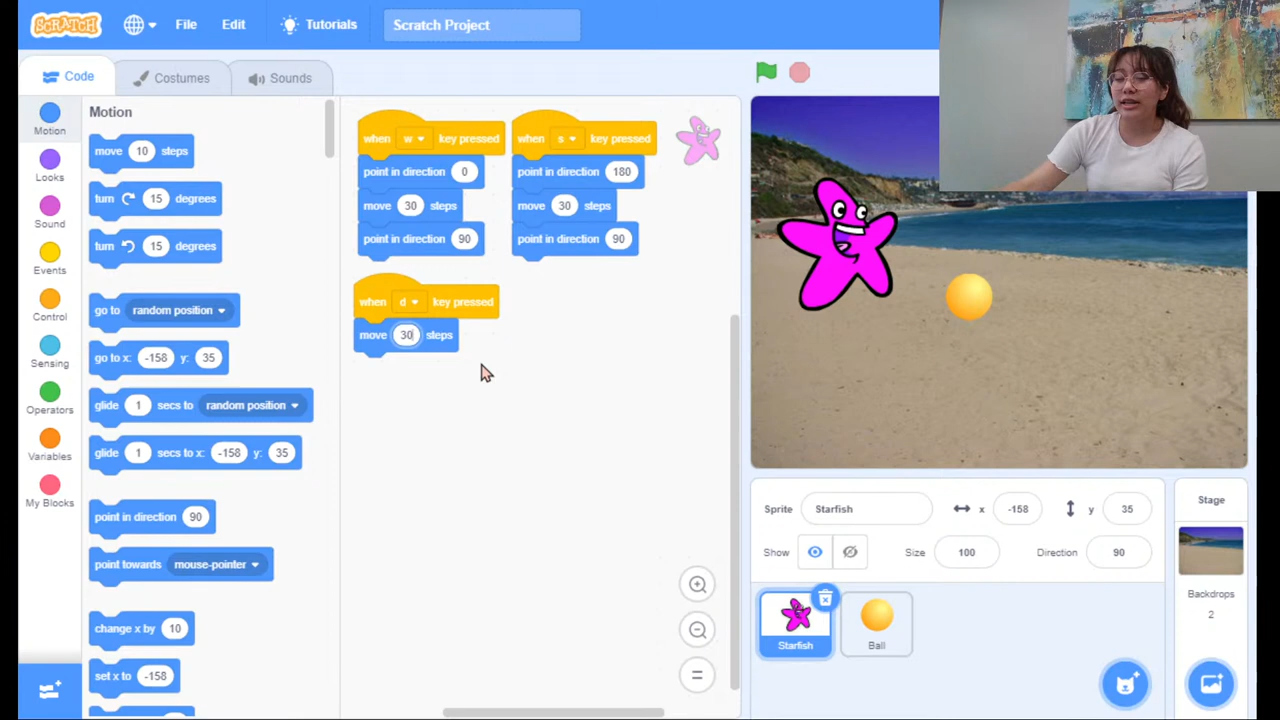 SCRATCH File Edit Tutorials Scratch Project
Code Costumes Sounds
Motion
Looks
Sound
Events
Control
Sensing
Operators
Variables
My Blocks
Motion
move 10 steps
turn 15 degrees
turn 15 degrees
go to random position
go to x: -158 y: 35
glide 1 secs to random position
glide 1 secs to x: -158 y: 35
point in direction 90
point towards mouse-pointer
change x by 10
set x to -158
when w key pressed
point in direction 0
move 30 steps
point in direction 90
when s key pressed
point in direction 180
move 30 steps
point in direction 90
when d key pressed
move 30 steps
Sprite Starfish x -158 y 35
Show Size 100 Direction 90
Starfish
Ball
Stage
Backdrops
2